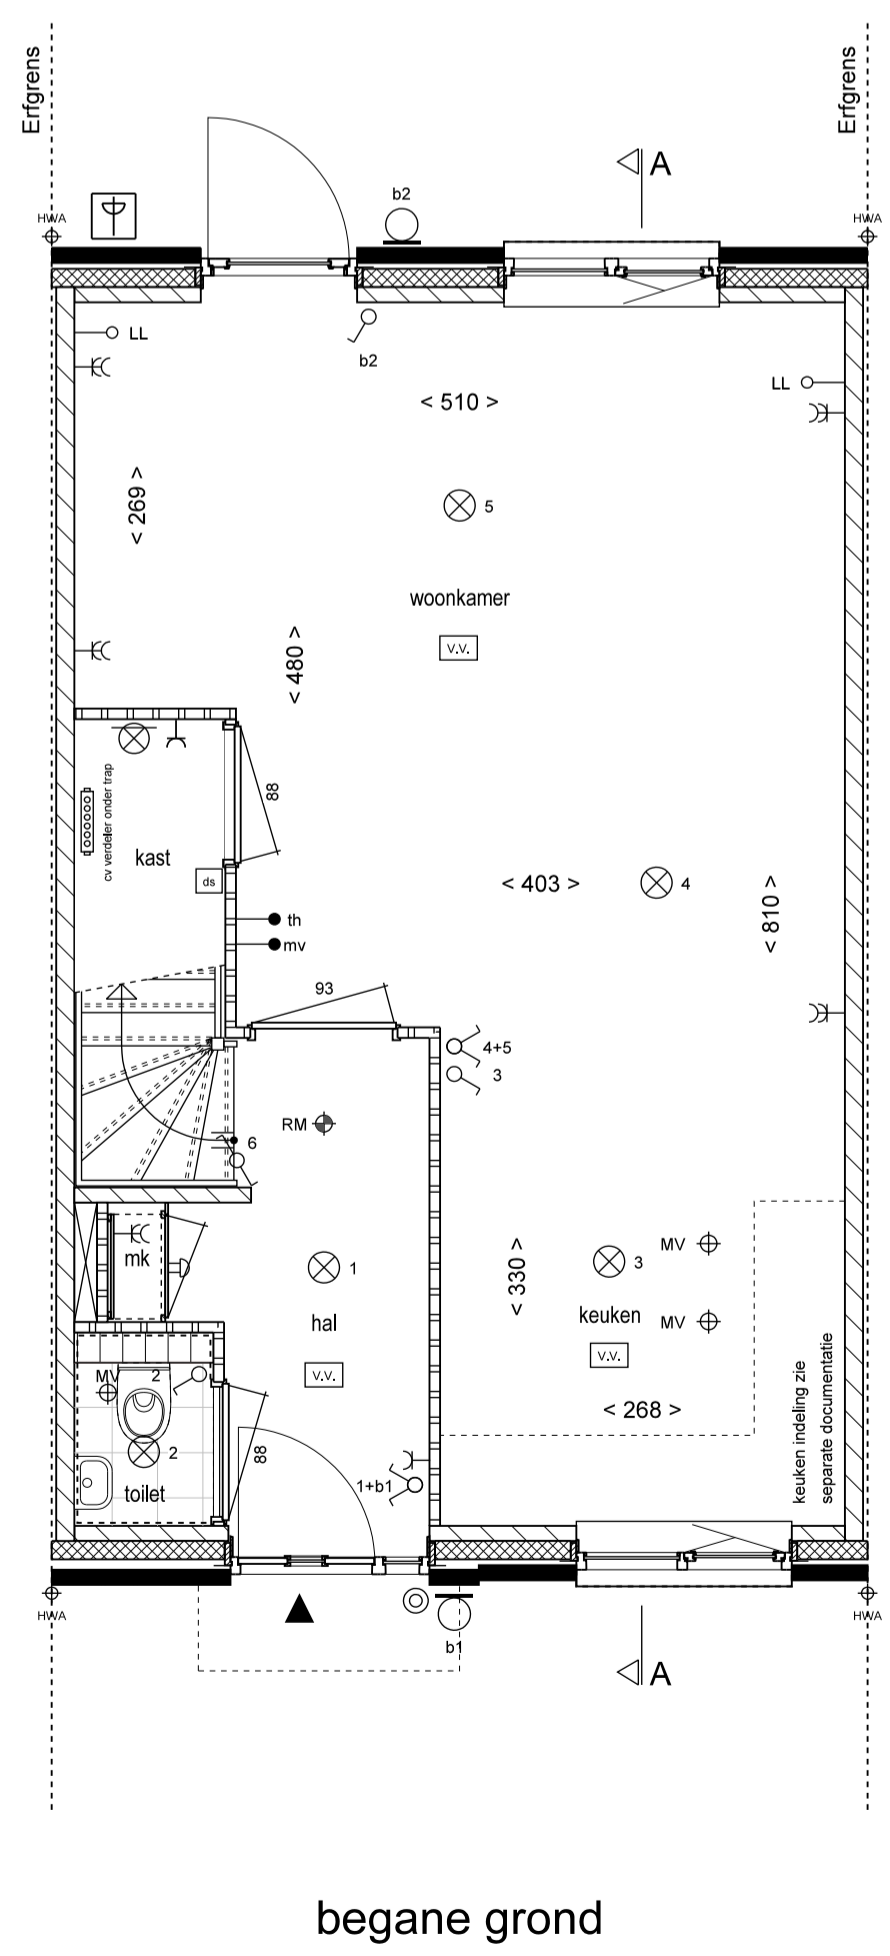 Erfgrens
Erfgrens
A
b2
HWA
HWA
LL
b2
LL
< 510 >
< 269 >
5
woonkamer
v.v.
< 480 >
88
cv verdeler onder trap
kast
ds
< 403 >
4
< 810 >
th
mv
93
4+5
3
RM
6
mk
1
hal
v.v.
< 330 >
MV
3
keuken
MV
v.v.
keuken indeling zie
separate documentatie
MV
2
< 268 >
2
88
toilet
1+b1
HWA
HWA
b1
A
begane grond